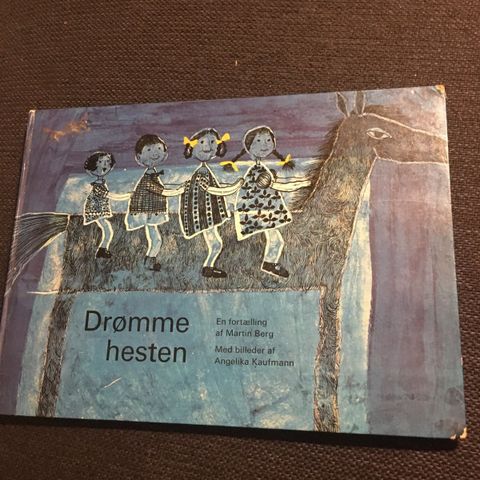 Drømme
hesten
En fortælling
af Martin Berg
Med billeder af
Angelika Kaufmann